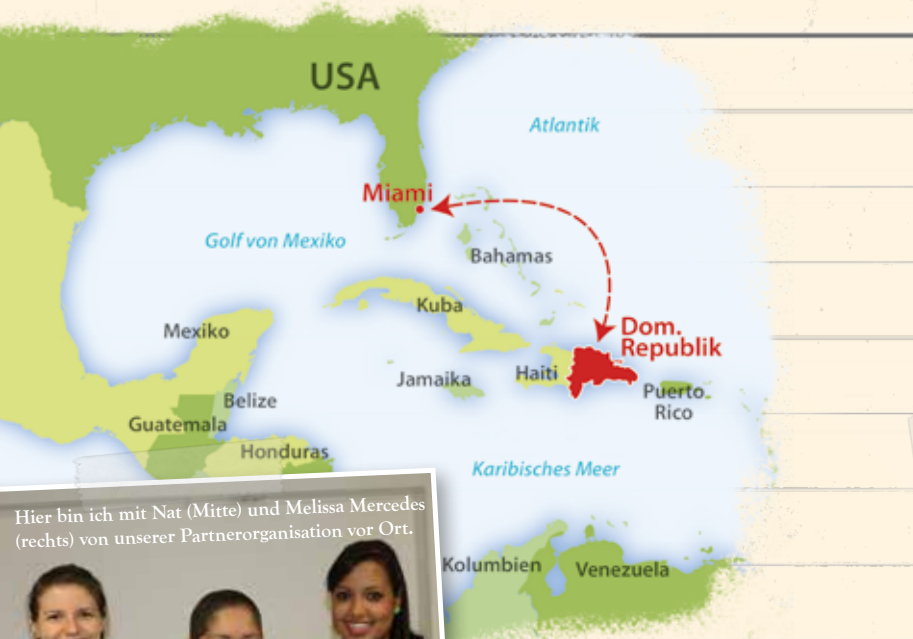 USA
Atlantik
Miami
Golf von Mexiko
Bahamas
Kuba
Mexiko
Dom.
Republik
Haiti
Jamaika
Puerto
Rico
Belize
Guatemala
Honduras
Karibisches Meer
Hier bin ich mit Nat (Mitte) und Melissa Mercedes
(rechts) von unserer Partnerorganisation vor Ort.
Kolumbien
Venezuela